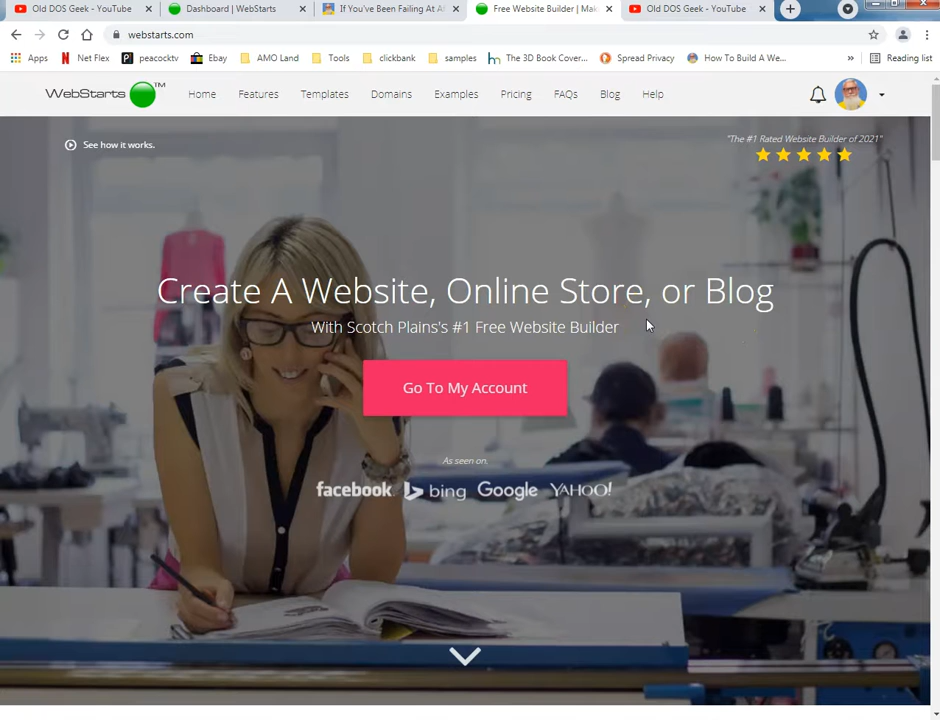 Old DOS Geek - YouTube
Dashboard | WebStarts
If You've Been Failing At Af
Free Website Builder | Mak
Old DOS Geek - YouTube
webstarts.com
Apps
Net Flex
peacocktv
Ebay
AMO Land
Tools
clickbank
samples
The 3D Book Cover...
Spread Privacy
How To Build A We...
»
Reading list
WebStarts™
Home
Features
Templates
Domains
Examples
Pricing
FAQs
Blog
Help
See how it works.
"The #1 Rated Website Builder of 2021"
Create A Website, Online Store, or Blog
With Scotch Plains's #1 Free Website Builder
Go To My Account
As seen on.
facebook.
bing
Google
YAHOO!